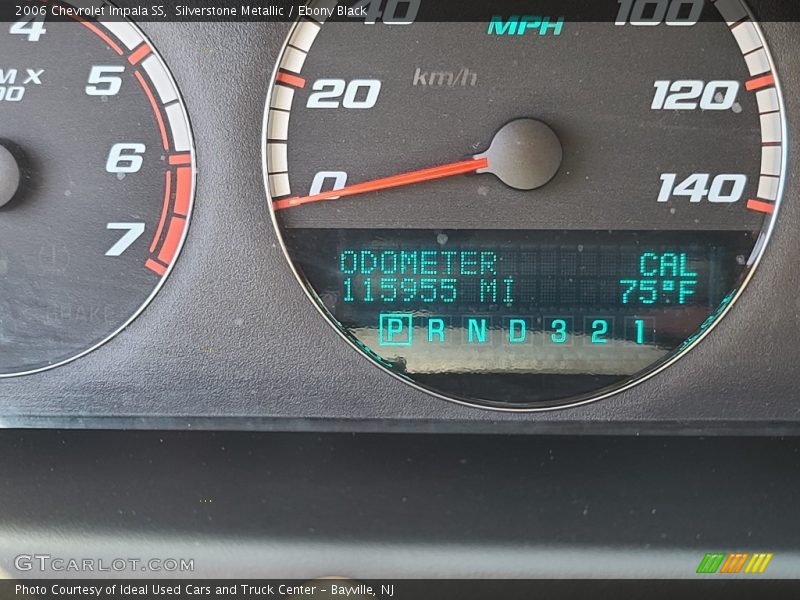 2006 Chevrolet Impala SS, Silverstone Metallic / Ebony Black
4
5
6
7
40
MPH
100
km/h
20
120
0
140
ODOMETER CAL
115955 MI 75°F
P R N D 3 2 1
GTCARLOT.COM
Photo Courtesy of Ideal Used Cars and Truck Center – Bayville, NJ